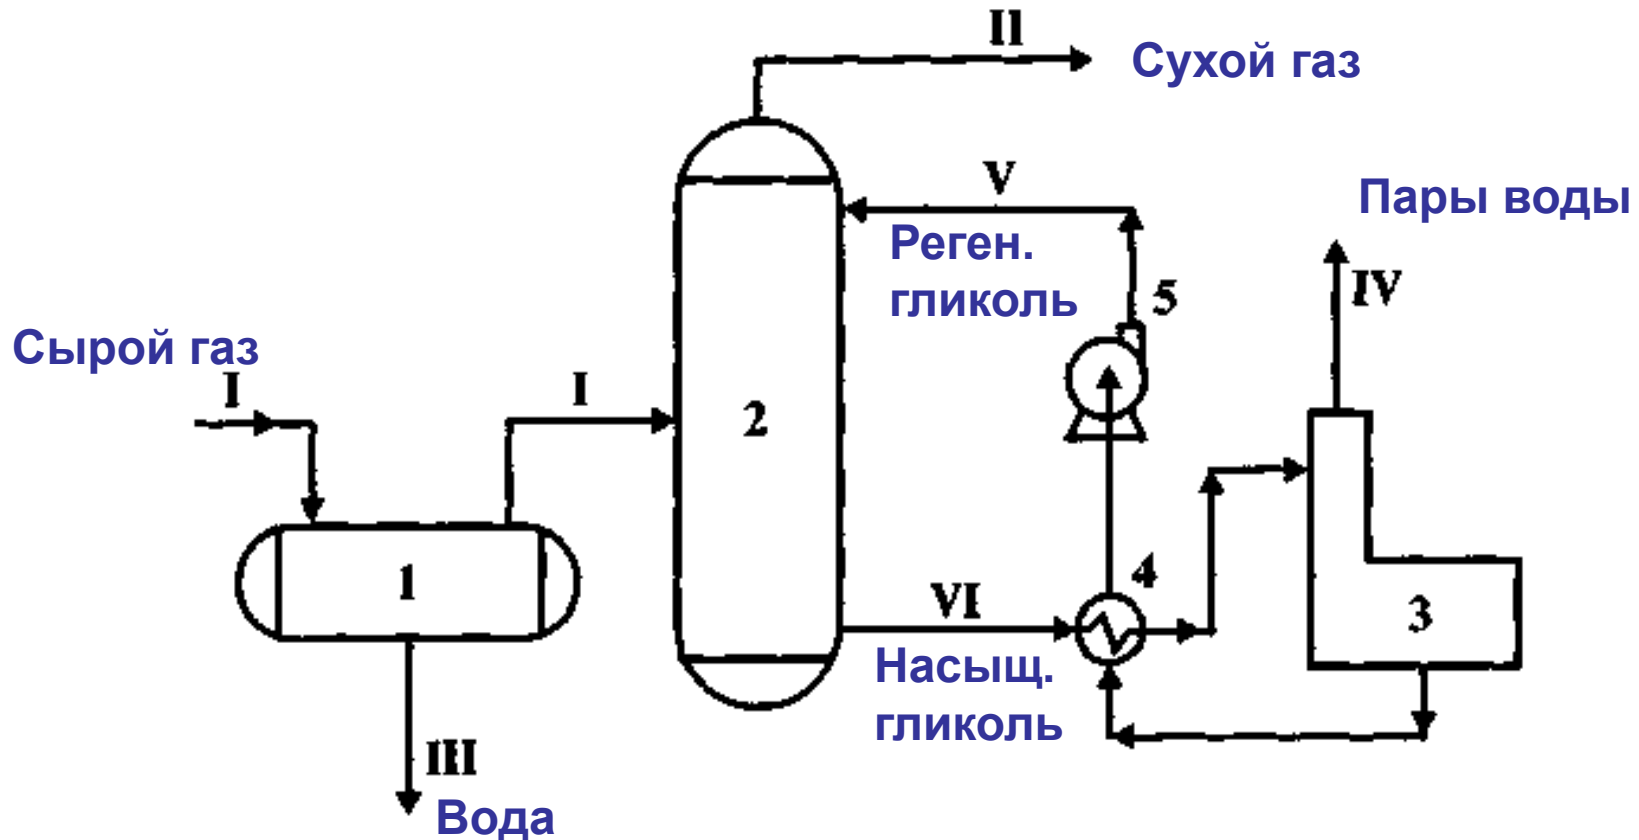 II
Сухой газ
V
Пары воды
Реген.
гликоль
5
IV
Сырой газ
I
I
2
1
VI
4
3
Насыщ.
гликоль
III
Вода